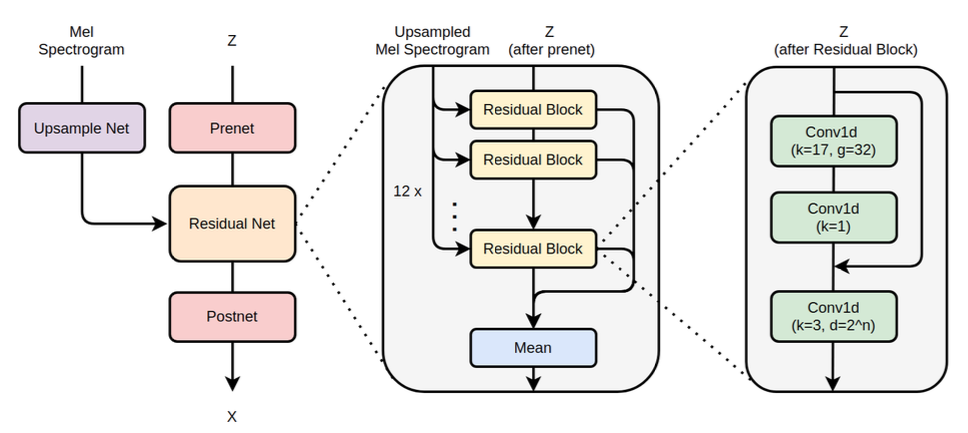 Mel
Spectrogram
Z
Upsample Net
Prenet
Residual Net
Postnet
X
Upsampled
Mel Spectrogram
Z
(after prenet)
Residual Block
Residual Block
12 x
Residual Block
Mean
Z
(after Residual Block)
Conv1d
(k=17, g=32)
Conv1d
(k=1)
Conv1d
(k=3, d=2^n)